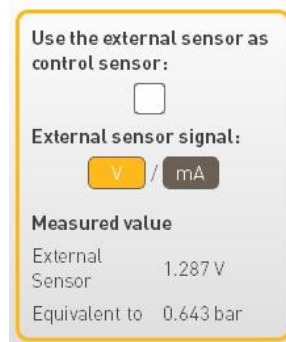 Use the external sensor as
control sensor:
External sensor signal:
V / mA
Measured value
External
Sensor 1.287 V
Equivalent to 0.643 bar